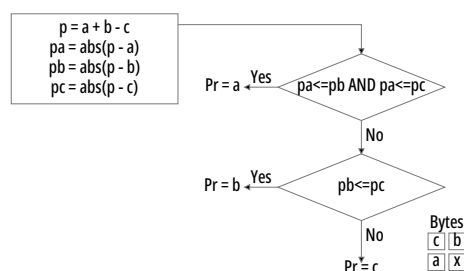 p = a + b - c
pa = abs(p - a)
pb = abs(p - b)
pc = abs(p - c)
Pr = a
Yes
pa<=pb AND pa<=pc
No
Pr = b
Yes
pb<=pc
No
Pr = c
Bytes
c b
a x